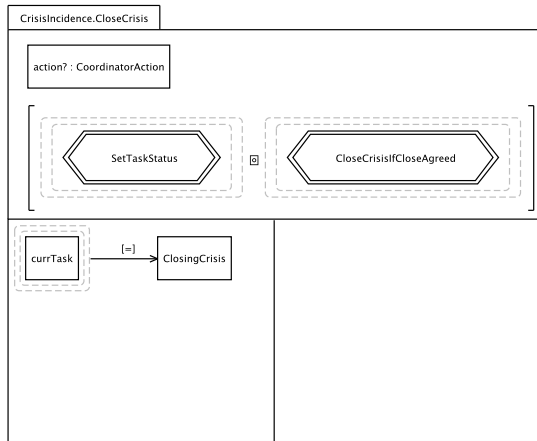 CrisisIncidence.CloseCrisis
action? : CoordinatorAction
SetTaskStatus
CloseCrisisIfCloseAgreed
currTask
[=]
ClosingCrisis